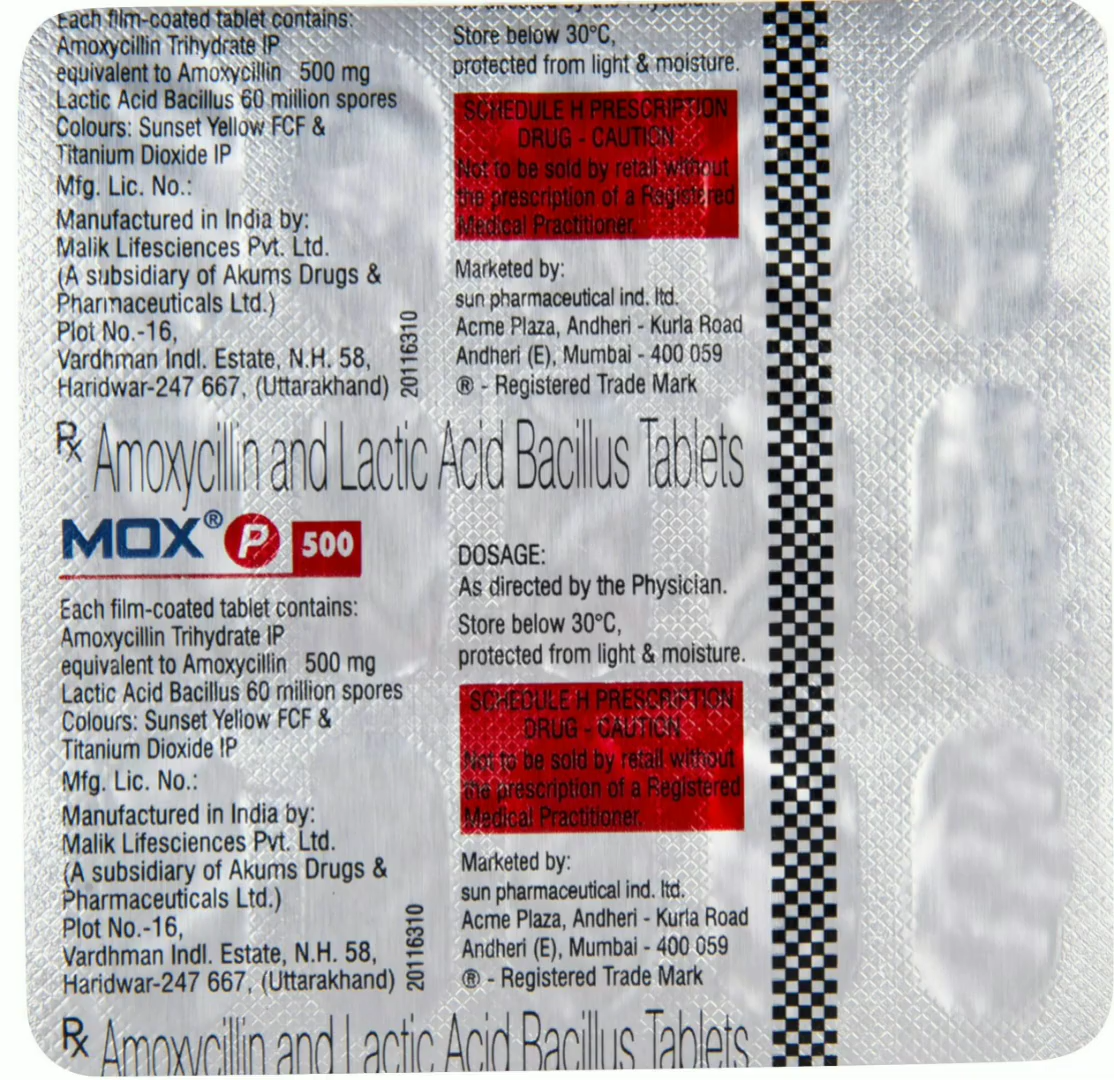 Each film-coated tablet contains:
Amoxycillin Trihydrate IP
equivalent to Amoxycillin 500 mg
Lactic Acid Bacillus 60 million spores
Colours: Sunset Yellow FCF &
Titanium Dioxide IP
Mfg. Lic. No.:
Manufactured in India by:
Malik Lifesciences Pvt. Ltd.
(A subsidiary of Akums Drugs &
Pharmaceuticals Ltd.)
Plot No.-16,
Vardhman Indl. Estate, N.H. 58,
Haridwar-247 667, (Uttarakhand)
20116310
As directed by the Physician.
Store below 30°C,
protected from light & moisture.
SCHEDULE H PRESCRIPTION
DRUG - CAUTION
Not to be sold by retail without
the prescription of a Registered
Medical Practitioner.
Marketed by:
sun pharmaceutical ind. ltd.
Acme Plaza, Andheri - Kurla Road
Andheri (E), Mumbai - 400 059
® - Registered Trade Mark
Rx Amoxycillin and Lactic Acid Bacillus Tablets
MOX® P 500
Each film-coated tablet contains:
Amoxycillin Trihydrate IP
equivalent to Amoxycillin 500 mg
Lactic Acid Bacillus 60 million spores
Colours: Sunset Yellow FCF &
Titanium Dioxide IP
Mfg. Lic. No.:
Manufactured in India by:
Malik Lifesciences Pvt. Ltd.
(A subsidiary of Akums Drugs &
Pharmaceuticals Ltd.)
Plot No.-16,
Vardhman Indl. Estate, N.H. 58,
Haridwar-247 667, (Uttarakhand)
20116310
DOSAGE:
As directed by the Physician.
Store below 30°C,
protected from light & moisture.
SCHEDULE H PRESCRIPTION
DRUG - CAUTION
Not to be sold by retail without
the prescription of a Registered
Medical Practitioner.
Marketed by:
sun pharmaceutical ind. ltd.
Acme Plaza, Andheri - Kurla Road
Andheri (E), Mumbai - 400 059
® - Registered Trade Mark
Rx Amoxycillin and Lactic Acid Bacillus Tablets